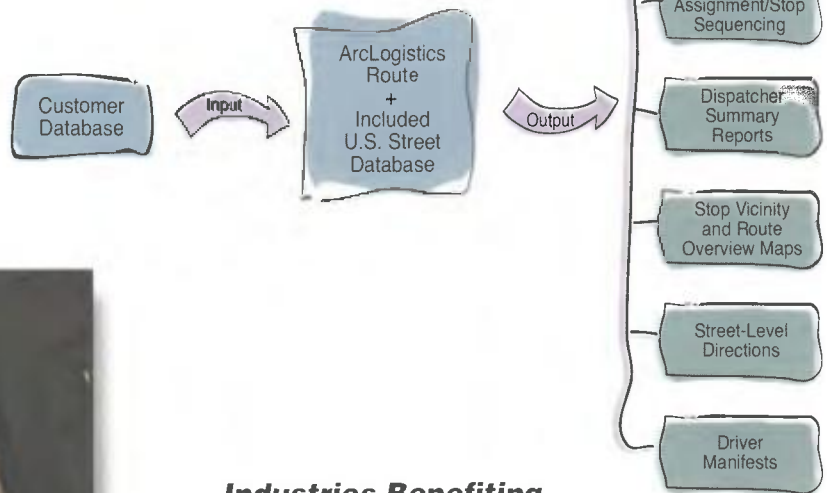 Customer
Database
Input
ArcLogistics
Route
+
Included
U.S. Street
Database
Output
Assignment/Stop
Sequencing
Dispatcher
Summary
Reports
Stop Vicinity
and Route
Overview Maps
Street-Level
Directions
Driver
Manifests
Industries Benefiting